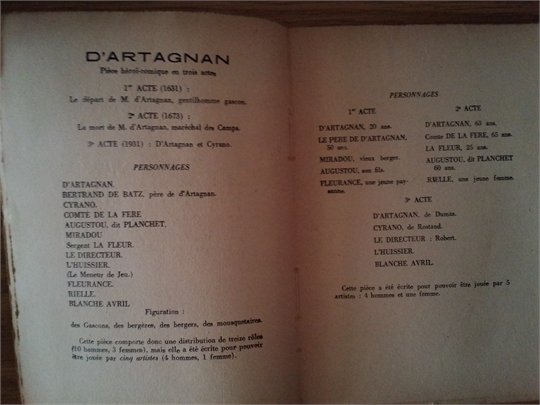 D'ARTAGNAN
Pièce héroï-comique en trois actes
1er ACTE (1631) :
Le départ de M. d'Artagnan, gentilhomme gascon.
2e ACTE (1673) :
La mort de M. d'Artagnan, maréchal des Camps.
3e ACTE (1931) : D'Artagnan et Cyrano.
PERSONNAGES
D'ARTAGNAN.
BERTRAND DE BATZ, père de d'Artagnan.
CYRANO.
COMTE DE LA FERE
AUGUSTOU, dit PLANCHET.
MIRADOU
Sergent LA FLEUR.
LE DIRECTEUR.
L'HUISSIER.
(Le Meneur de Jeu.)
FLEURANCE.
RIELLE.
BLANCHE AVRIL
Figuration :
des Gascons, des bergères, des bergers, des mousquetaires.
Cette pièce comporte donc une distribution de treize rôles
(10 hommes, 3 femmes), mais elle a été écrite pour pouvoir
être jouée par cinq artistes (4 hommes, 1 femme).
PERSONNAGES
1er ACTE
D'ARTAGNAN, 20 ans.
LE PÈRE DE D'ARTAGNAN,
50 ans.
MIRADOU, vieux berger.
AUGUSTOU, son fils.
FLEURANCE, une jeune pay-
sanne.
2e ACTE
D'ARTAGNAN, 63 ans.
Comte DE LA FERE, 65 ans.
LA FLEUR, 25 ans.
AUGUSTOU, dit PLANCHET
60 ans.
RIELLE, une jeune femme.
3e ACTE
D'ARTAGNAN, de Dumas.
CYRANO, de Rostand.
LE DIRECTEUR : Robert.
L'HUISSIER.
BLANCHE AVRIL.
Cette pièce a été écrite pour pouvoir être jouée par 5
artistes : 4 hommes et une femme.